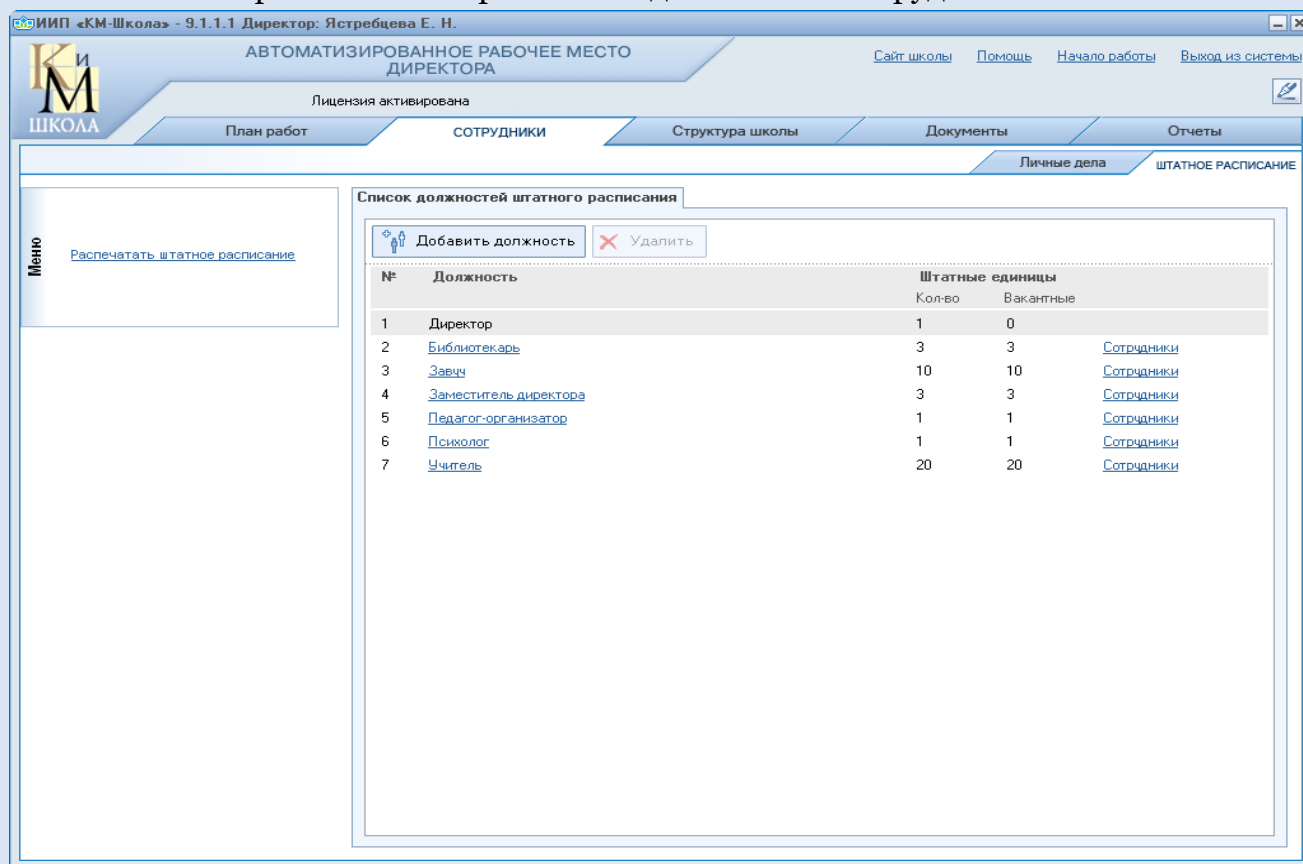 ИИП «КМ-Школа» - 9.1.1.1 Директор: Ястребцева Е. Н.
КиМ
ШКОЛА
АВТОМАТИЗИРОВАННОЕ РАБОЧЕЕ МЕСТО
ДИРЕКТОРА
Лицензия активирована
Сайт школы Помощь Начало работы Выход из системы
План работ СОТРУДНИКИ Структура школы Документы Отчеты
Личные дела ШТАТНОЕ РАСПИСАНИЕ
Меню
Распечатать штатное расписание
Список должностей штатного расписания
Добавить должность Удалить
№ Должность Штатные единицы
Кол-во Вакантные
1 Директор 1 0
2 Библиотекарь 3 3 Сотрудники
3 Завуч 10 10 Сотрудники
4 Заместитель директора 3 3 Сотрудники
5 Педагог-организатор 1 1 Сотрудники
6 Психолог 1 1 Сотрудники
7 Учитель 20 20 Сотрудники